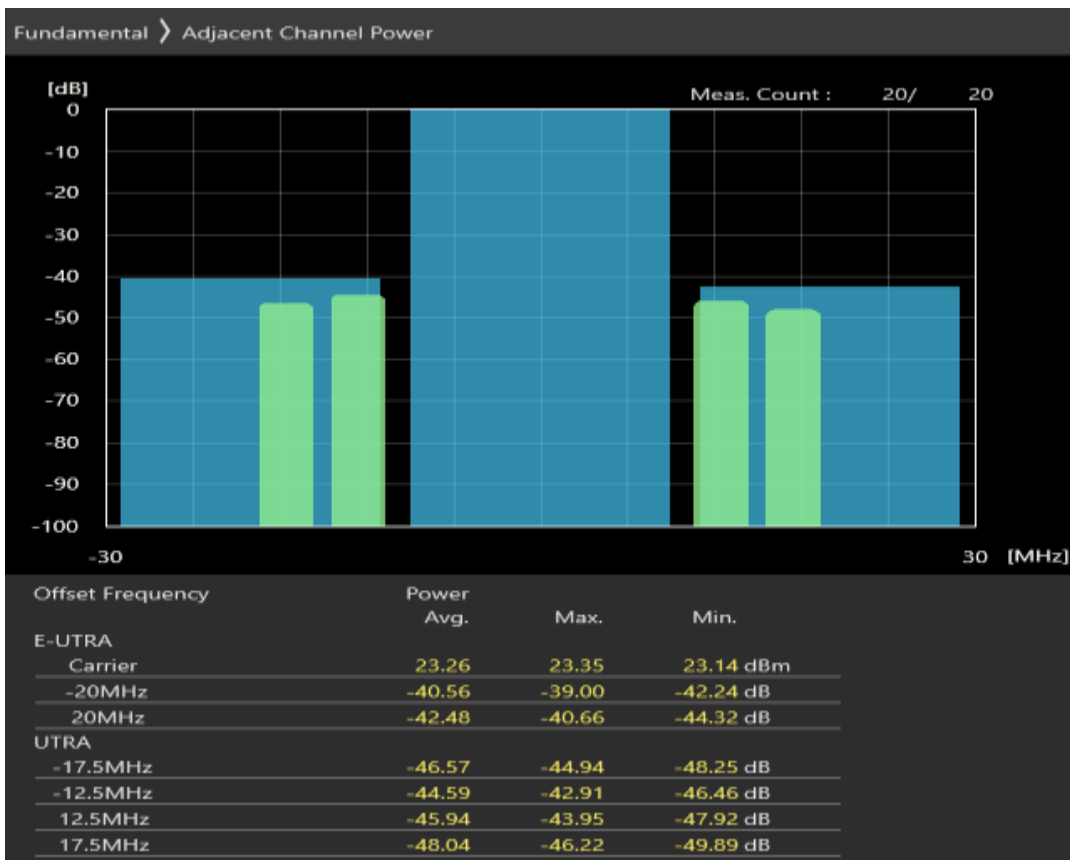 Fundamental ❯ Adjacent Channel Power
[dB]
Meas. Count : 20/ 20
0
-10
-20
-30
-40
-50
-60
-70
-80
-90
-100
-30 30 [MHz]
Offset Frequency Power
Avg. Max. Min.
E-UTRA
Carrier 23.26 23.35 23.14 dBm
-20MHz -40.56 -39.00 -42.24 dB
20MHz -42.48 -40.66 -44.32 dB
UTRA
-17.5MHz -46.57 -44.94 -48.25 dB
-12.5MHz -44.59 -42.91 -46.46 dB
12.5MHz -45.94 -43.95 -47.92 dB
17.5MHz -48.04 -46.22 -49.89 dB